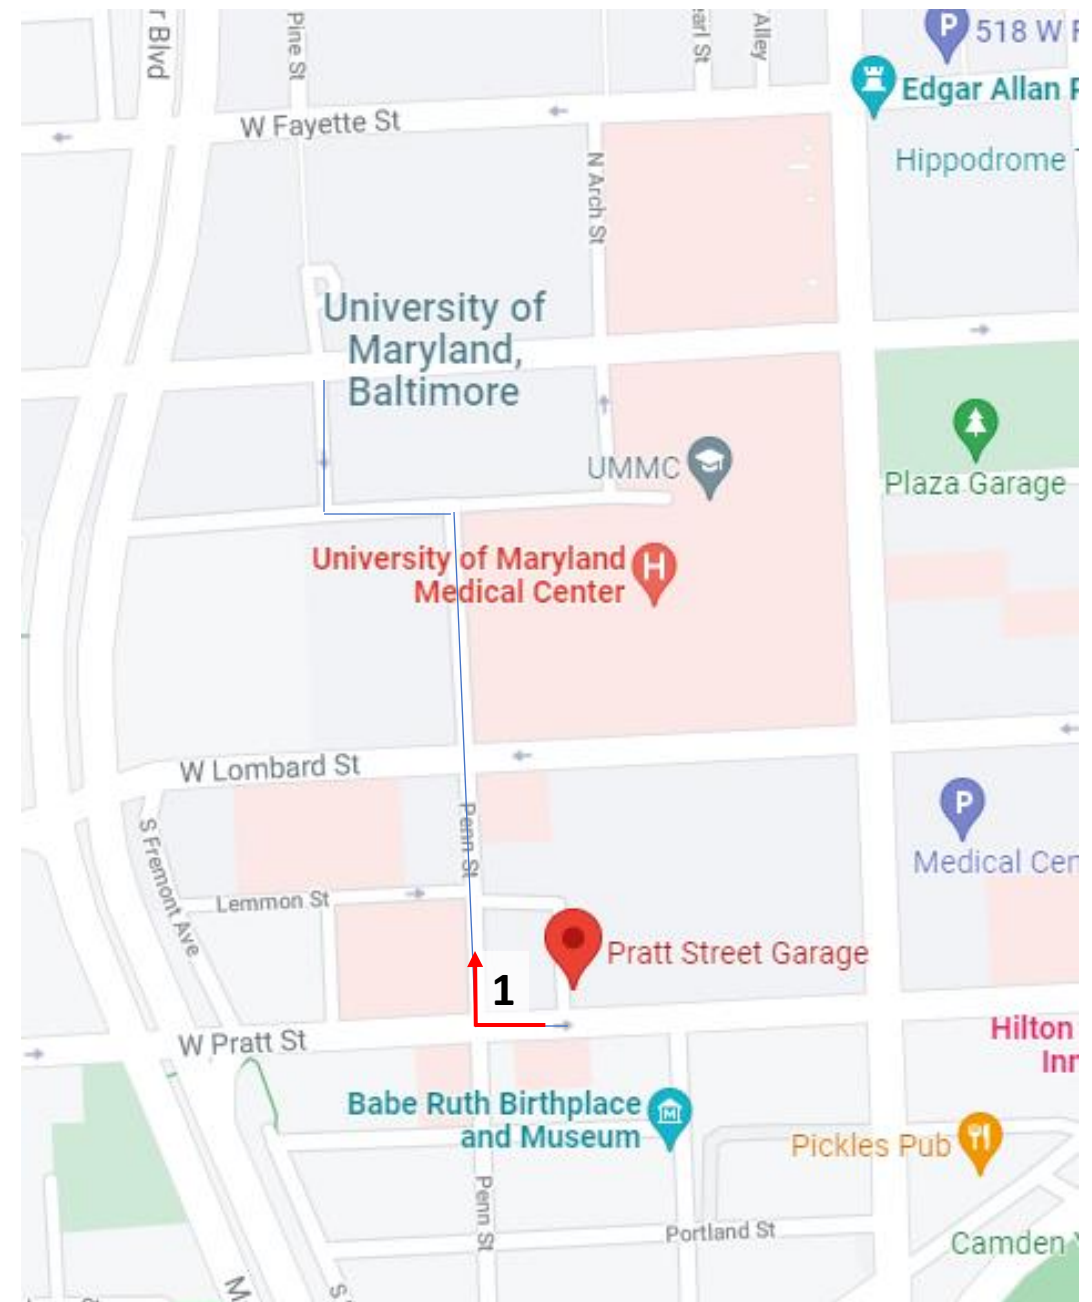 r Blvd
Pine St
earl St
Alley
P
518 W F
Edgar Allan P
W Fayette St
Hippodrome T
N Arch St
University of
Maryland,
Baltimore
UMMC
Plaza Garage
University of Maryland
Medical Center
H
W Lombard St
P
Medical Cen
Penn St
S Fremont Ave
Lemmon St
Pratt Street Garage
1
W Pratt St
Hilton
Inn
Babe Ruth Birthplace
and Museum
Pickles Pub
Penn St
Portland St
Camden Y
M
S